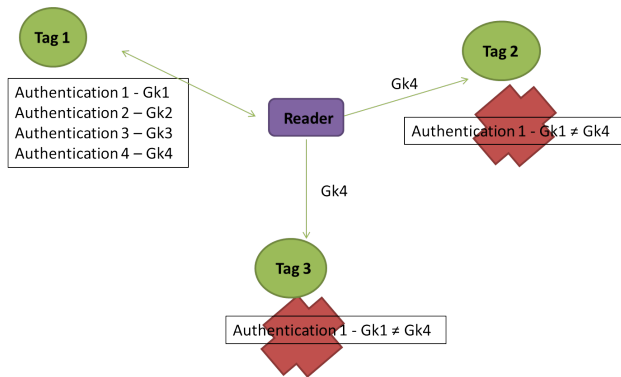 Tag 1
Authentication 1 - Gk1
Authentication 2 – Gk2
Authentication 3 – Gk3
Authentication 4 – Gk4
Reader
Gk4
Tag 2
Authentication 1 - Gk1 ≠ Gk4
Gk4
Tag 3
Authentication 1 - Gk1 ≠ Gk4